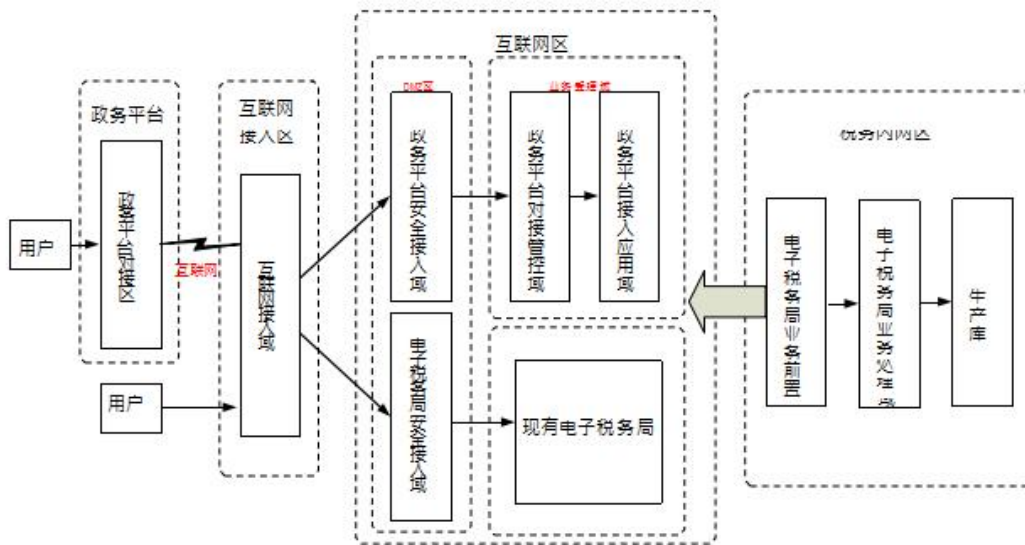 互联网区
政务平台
互联网
接入区
DMZ区
业务管理域
税务内网区
用户
政务平台对接区
互联网
互联网接入域
政务平台安全接入域
政务平台对接管控域
政务平台接入应用域
用户
电子税务局安全接入域
现有电子税务局
电子税务局业务前置
电子税务局业务处理
生产库